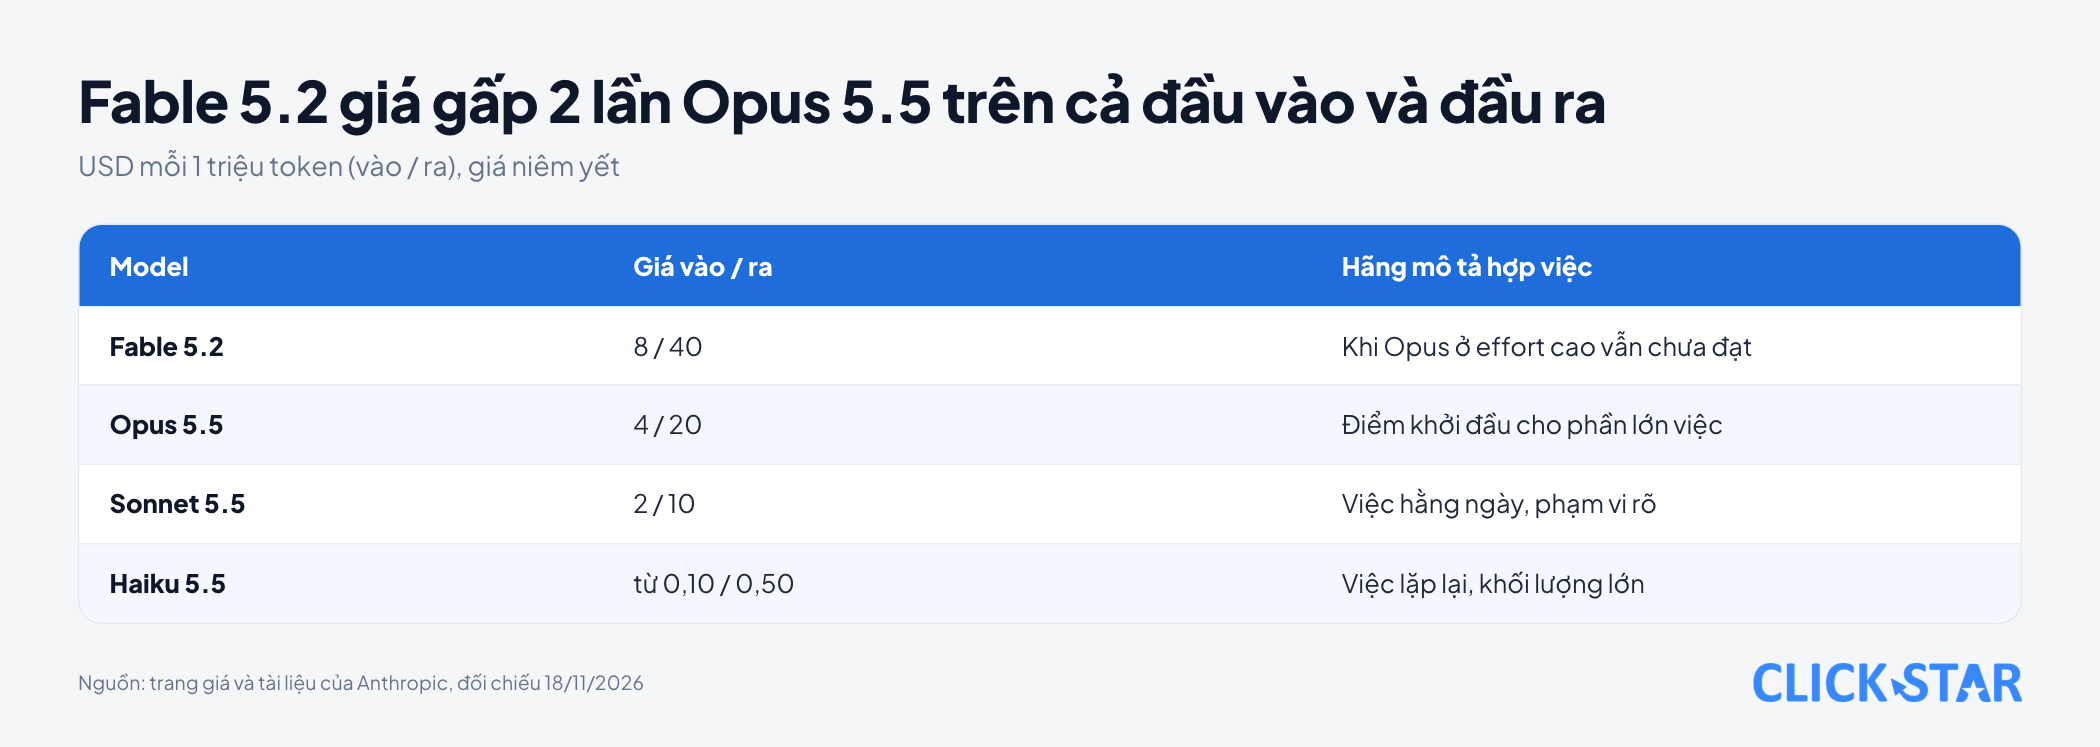 Fable 5.2 giá gấp 2 lần Opus 5.5 trên cả đầu vào và đầu ra
USD mỗi 1 triệu token (vào / ra), giá niêm yết
Model Giá vào / ra Hãng mô tả hợp việc
Fable 5.2 8 / 40 Khi Opus ở effort cao vẫn chưa đạt
Opus 5.5 4 / 20 Điểm khởi đầu cho phần lớn việc
Sonnet 5.5 2 / 10 Việc hằng ngày, phạm vi rõ
Haiku 5.5 từ 0,10 / 0,50 Việc lặp lại, khối lượng lớn
Nguồn: trang giá và tài liệu của Anthropic, đối chiếu 18/11/2026
CLICK STAR